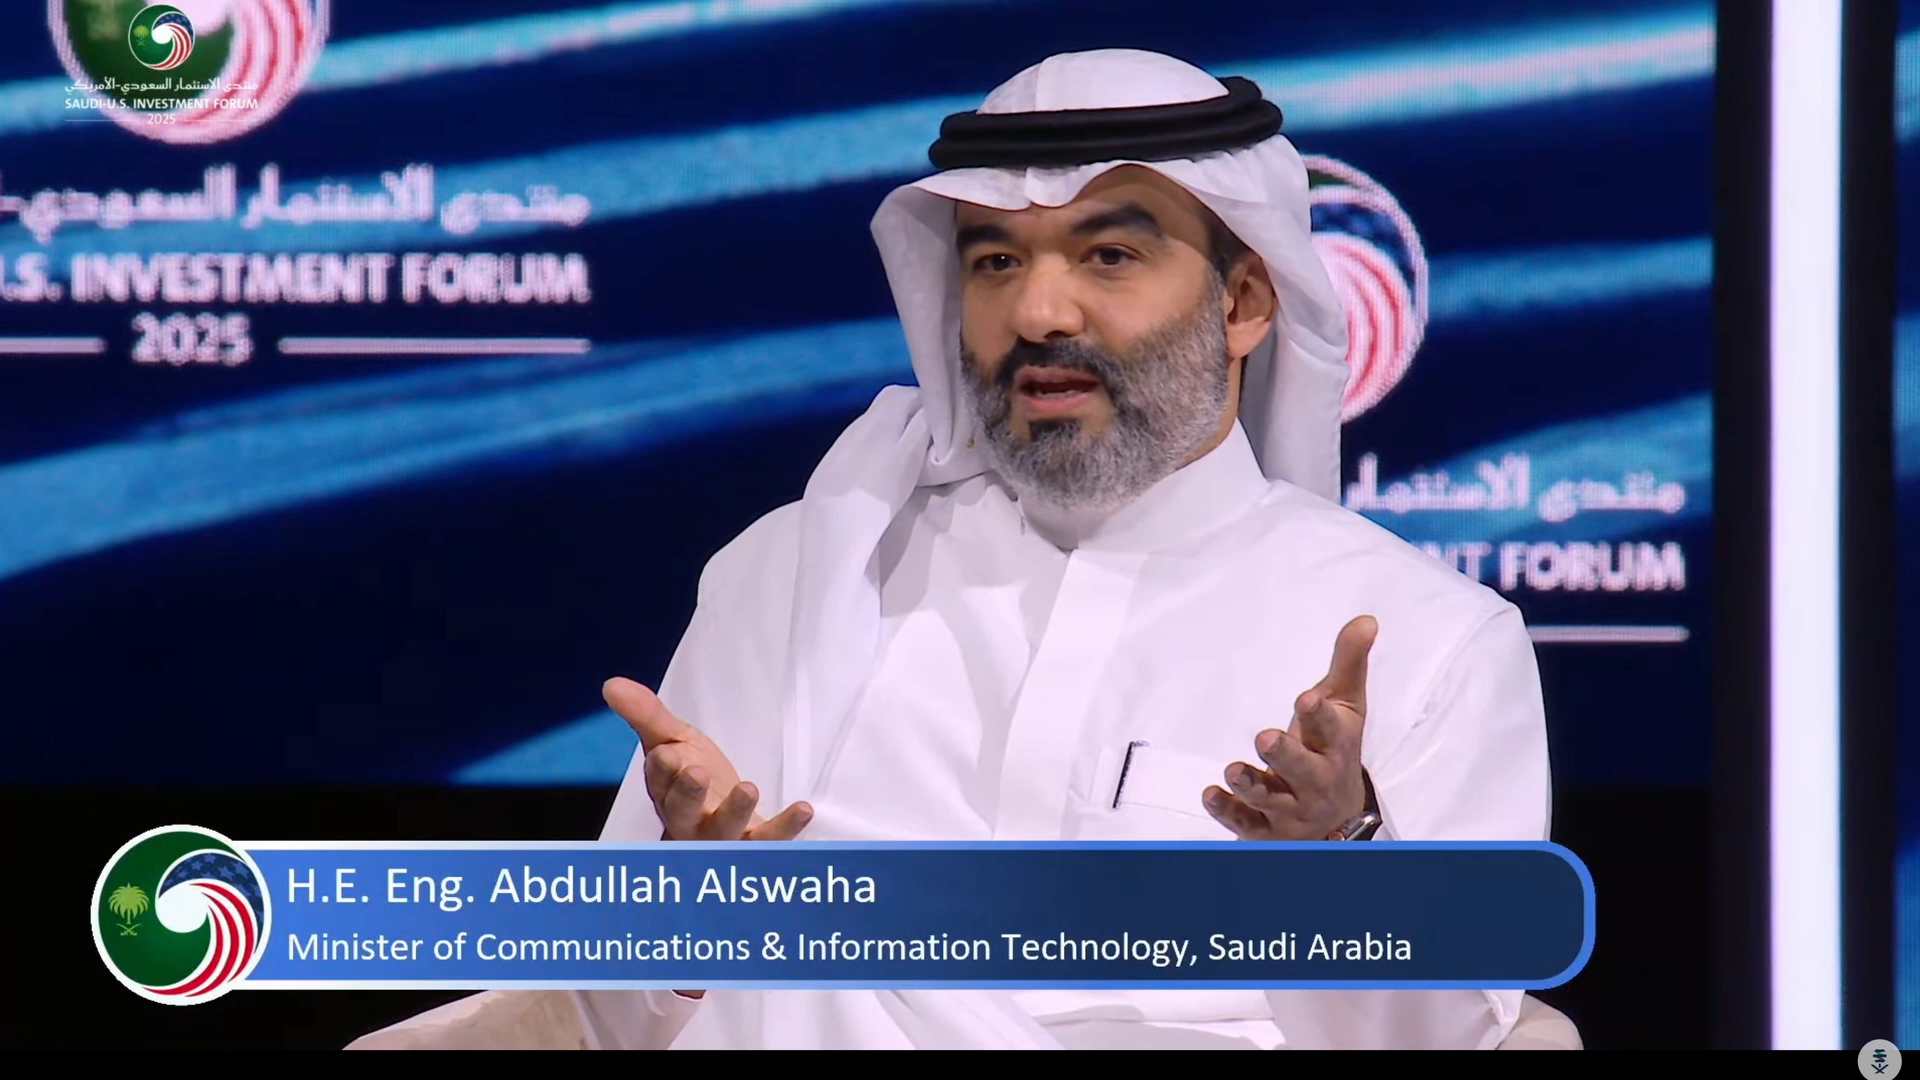 منتدى الاستثمار السعودي-الأمريكي
SAUDI-U.S. INVESTMENT FORUM
2025
منتدى الاستثمار السعودي-
U.S. INVESTMENT FORUM
2025
منتدى الاستثمار
NT FORUM
H.E. Eng. Abdullah Alswaha
Minister of Communications & Information Technology, Saudi Arabia